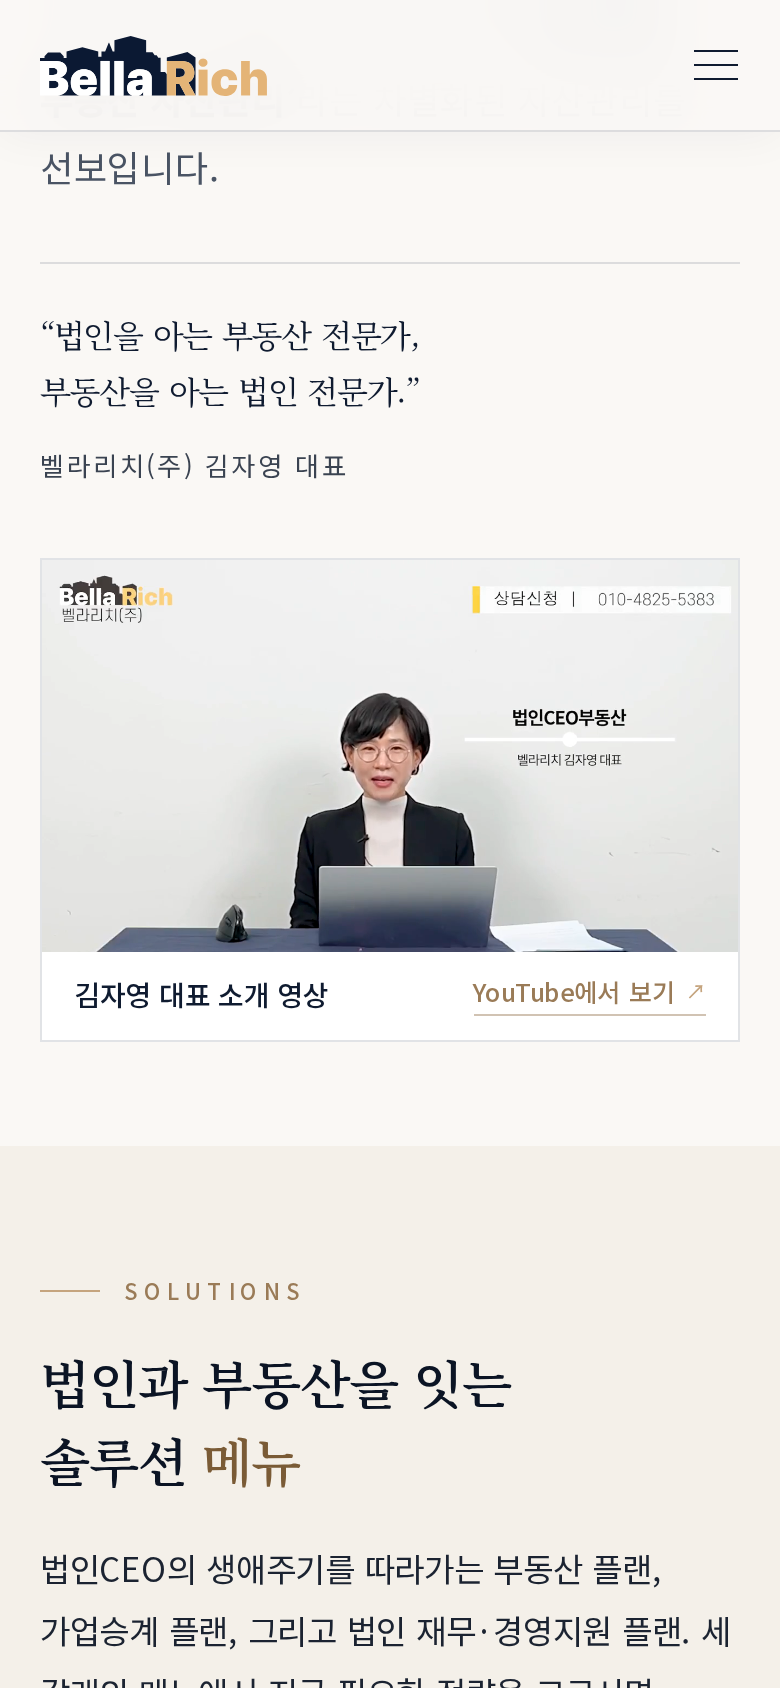 Bella Rich
선보입니다.
“법인을 아는 부동산 전문가,
부동산을 아는 법인 전문가.”
벨라리치(주) 김자영 대표
Bella Rich
벨라리치(주)
상담신청 | 010-4825-5383
법인CEO부동산
벨라리치 김자영 대표
김자영 대표 소개 영상
YouTube에서 보기 ↗
SOLUTIONS
법인과 부동산을 잇는
솔루션 메뉴
법인CEO의 생애주기를 따라가는 부동산 플랜,
가업승계 플랜, 그리고 법인 재무·경영지원 플랜. 세